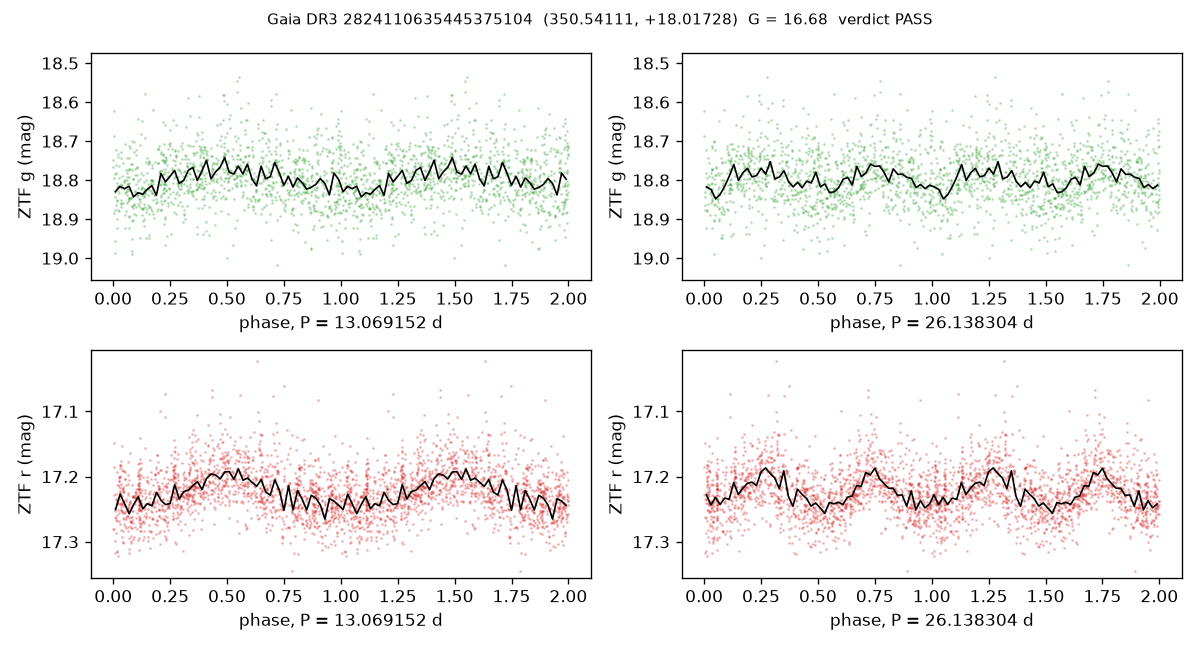 Gaia DR3 2824110635445375104 (350.54111, +18.01728) G = 16.68 verdict PASS
ZTF g (mag)
18.5
18.6
18.7
18.8
18.9
19.0
0.00 0.25 0.50 0.75 1.00 1.25 1.50 1.75 2.00
phase, P = 13.069152 d
ZTF g (mag)
18.5
18.6
18.7
18.8
18.9
19.0
0.00 0.25 0.50 0.75 1.00 1.25 1.50 1.75 2.00
phase, P = 26.138304 d
ZTF r (mag)
17.1
17.2
17.3
0.00 0.25 0.50 0.75 1.00 1.25 1.50 1.75 2.00
phase, P = 13.069152 d
ZTF r (mag)
17.1
17.2
17.3
0.00 0.25 0.50 0.75 1.00 1.25 1.50 1.75 2.00
phase, P = 26.138304 d